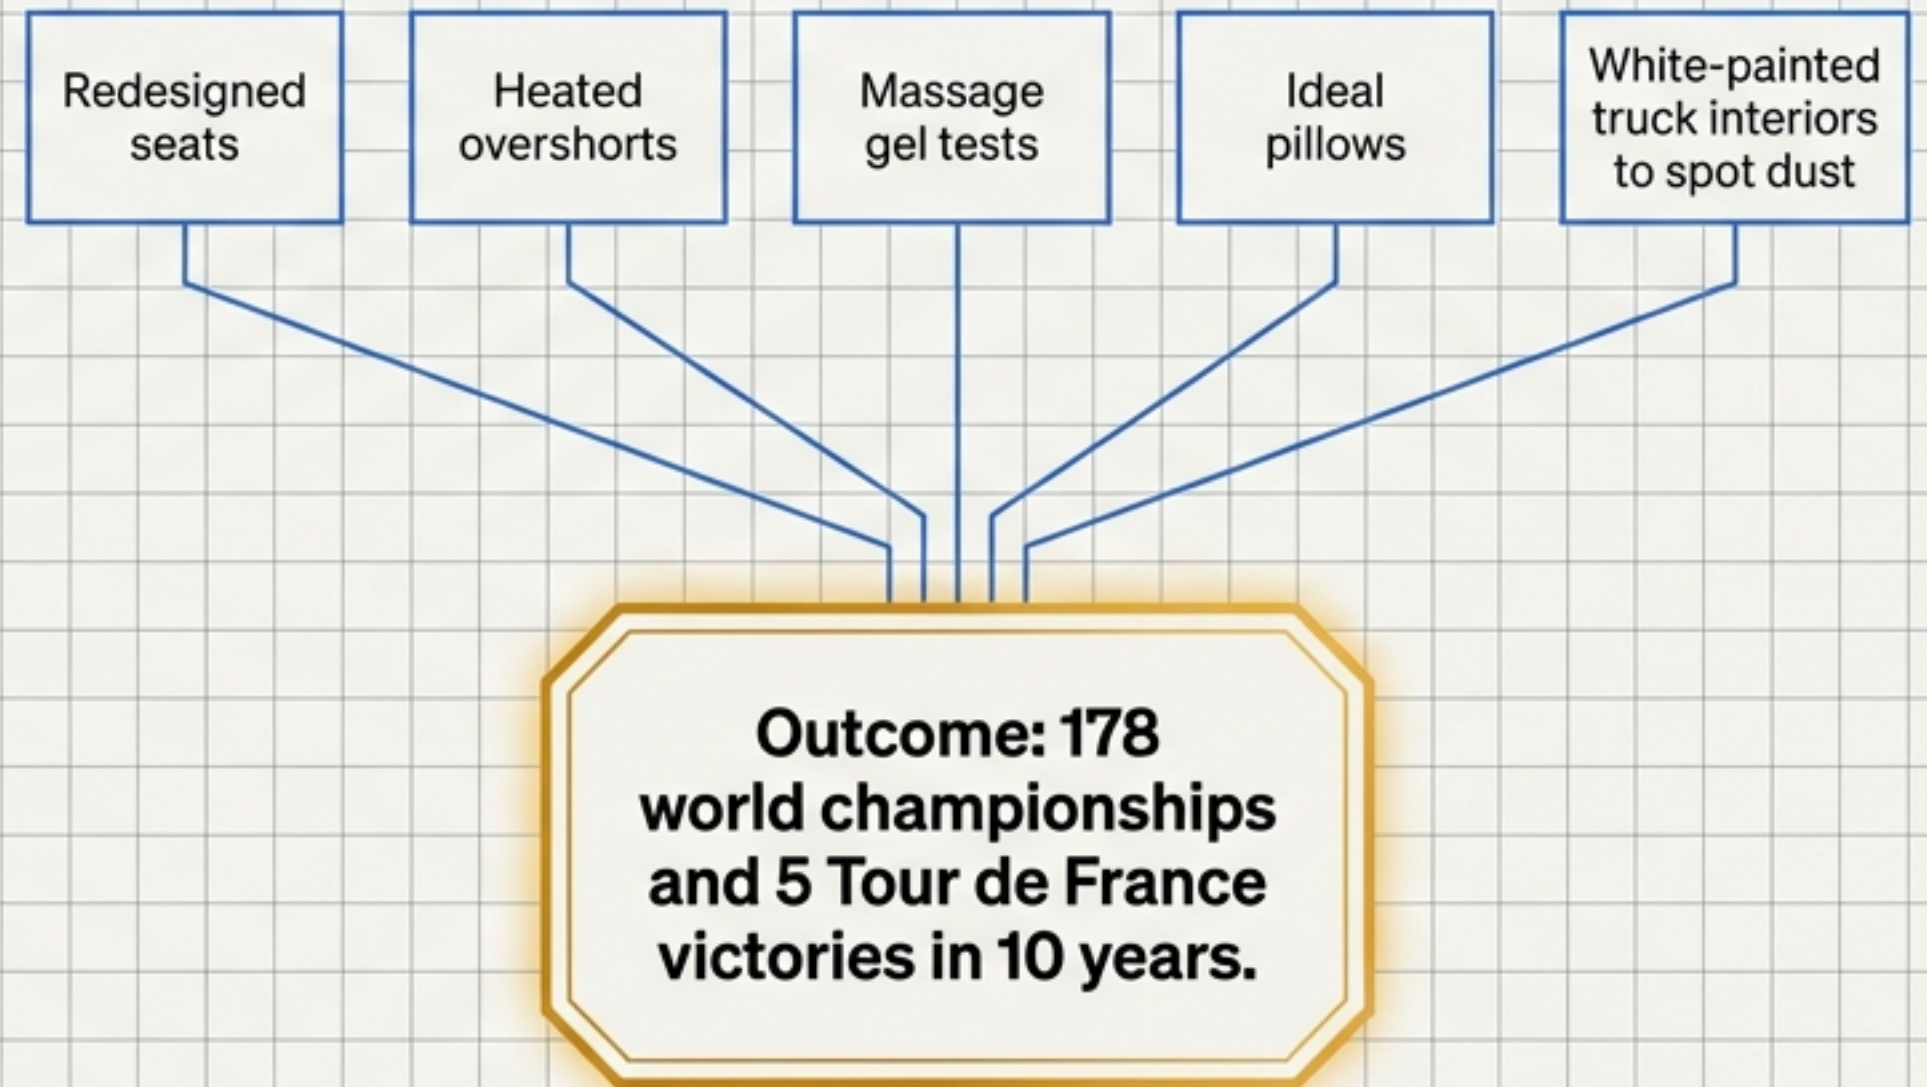 Redesigned
seats
Heated
overshorts
Massage
gel tests
Ideal
pillows
White-painted
truck interiors
to spot dust
Outcome: 178
world championships
and 5 Tour de France
victories in 10 years.